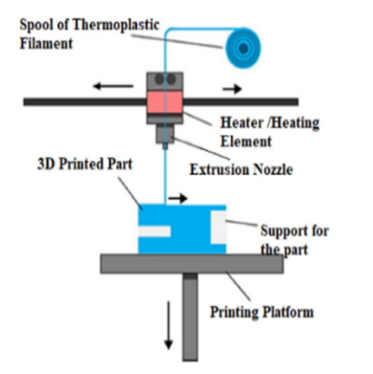 Spool of Thermoplastic
Filament
Heater /Heating
Element
3D Printed Part
Extrusion Nozzle
Support for
the part
Printing Platform